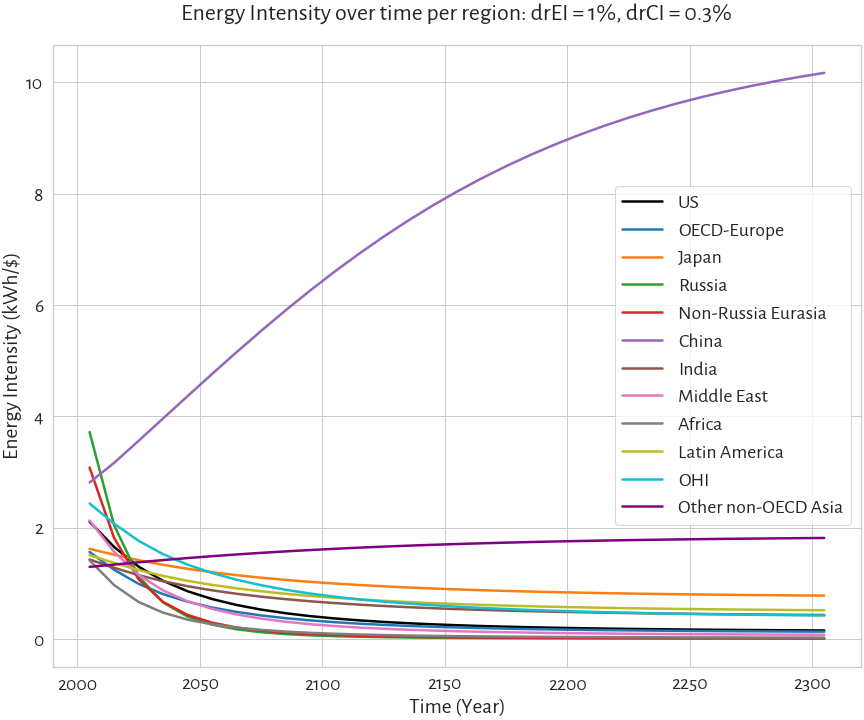 Energy Intensity over time per region: drEI = 1%, drCI = 0.3%
Energy Intensity (kWh/$)
10
8
6
4
2
0
US
OECD-Europe
Japan
Russia
Non-Russia Eurasia
China
India
Middle East
Africa
Latin America
OHI
Other non-OECD Asia
2000 2050 2100 2150 2200 2250 2300
Time (Year)